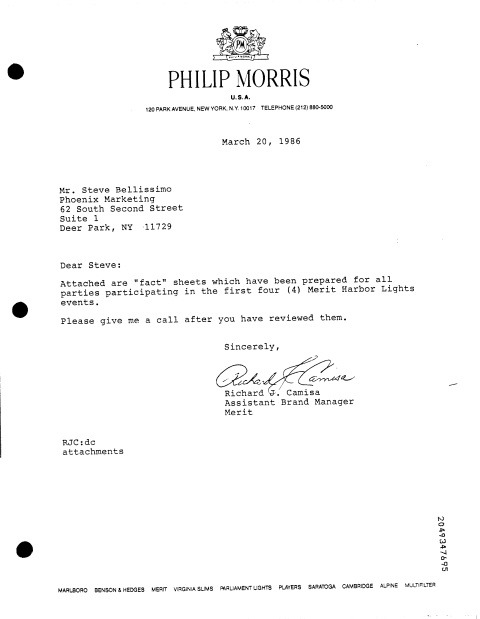 PM
PHILIP MORRIS
U.S.A.
120 PARK AVENUE, NEW YORK, N.Y. 10017 TELEPHONE (212) 880-5000
March 20, 1986
Mr. Steve Bellissimo
Phoenix Marketing
62 South Second Street
Suite 1
Deer Park, NY 11729
Dear Steve:
Attached are "fact" sheets which have been prepared for all
parties participating in the first four (4) Merit Harbor Lights
events.
Please give me a call after you have reviewed them.
Sincerely,
Richard J. Camisa
Richard J. Camisa
Assistant Brand Manager
Merit
RJC:dc
attachments
2049347695
MARLBORO BENSON & HEDGES MERIT VIRGINIA SLIMS PARLIAMENT LIGHTS PLAYERS SARATOGA CAMBRIDGE ALPINE MULTIFILTER